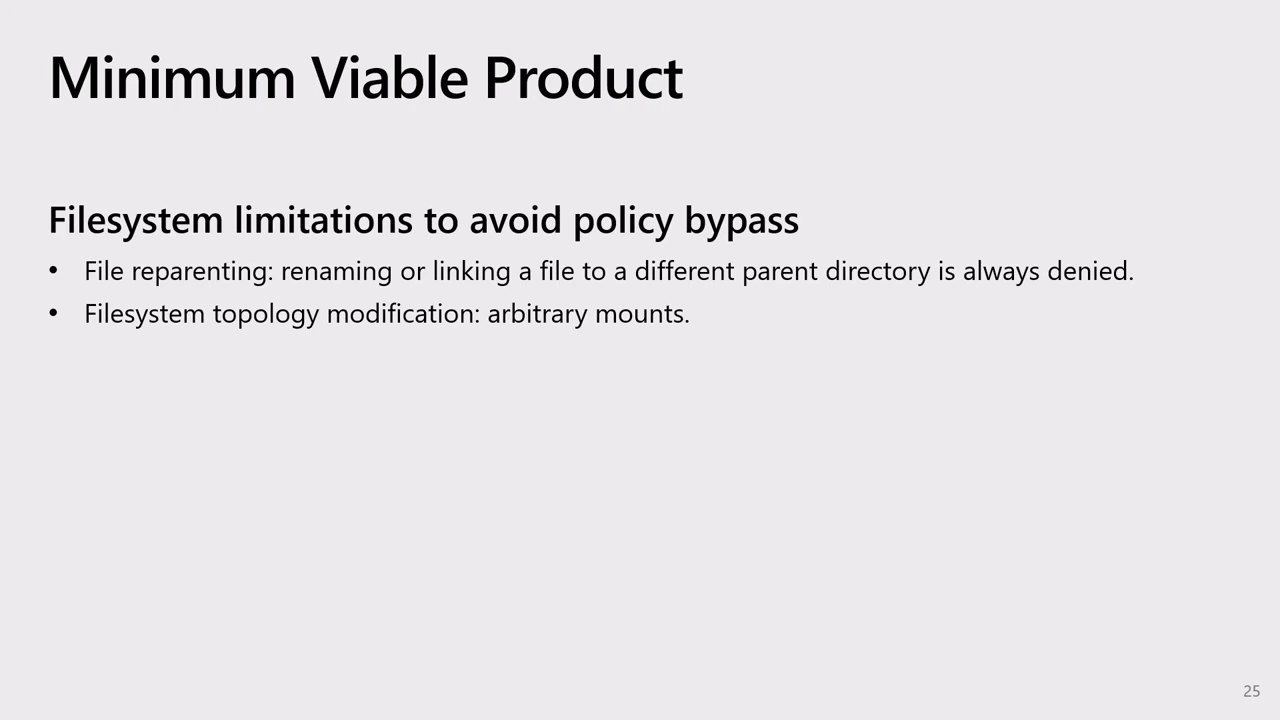 Minimum Viable Product
Filesystem limitations to avoid policy bypass
• File reparenting: renaming or linking a file to a different parent directory is always denied.
• Filesystem topology modification: arbitrary mounts.
25